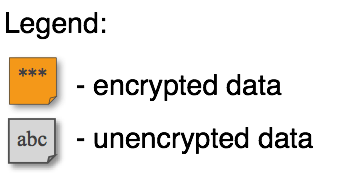 Legend:
*** - encrypted data
abc - unencrypted data